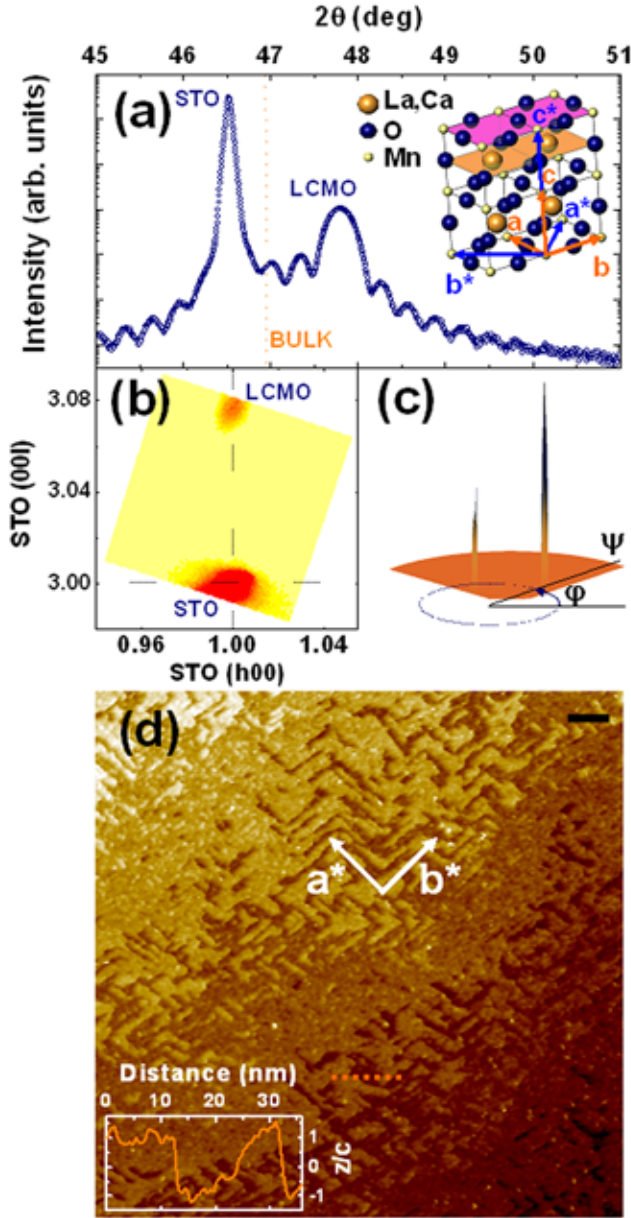 2θ (deg)
45 46 47 48 49 50 51
(a)
STO
LCMO
BULK
La,Ca
O
Mn
c*
c
a
a*
b*
b
Intensity (arb. units)
(b)
LCMO
STO
3.08
3.04
3.00
STO (00l)
0.96 1.00 1.04
STO (h00)
(c)
Ψ
φ
(d)
a* b*
Distance (nm)
0 10 20 30
1
0
-1
z/c